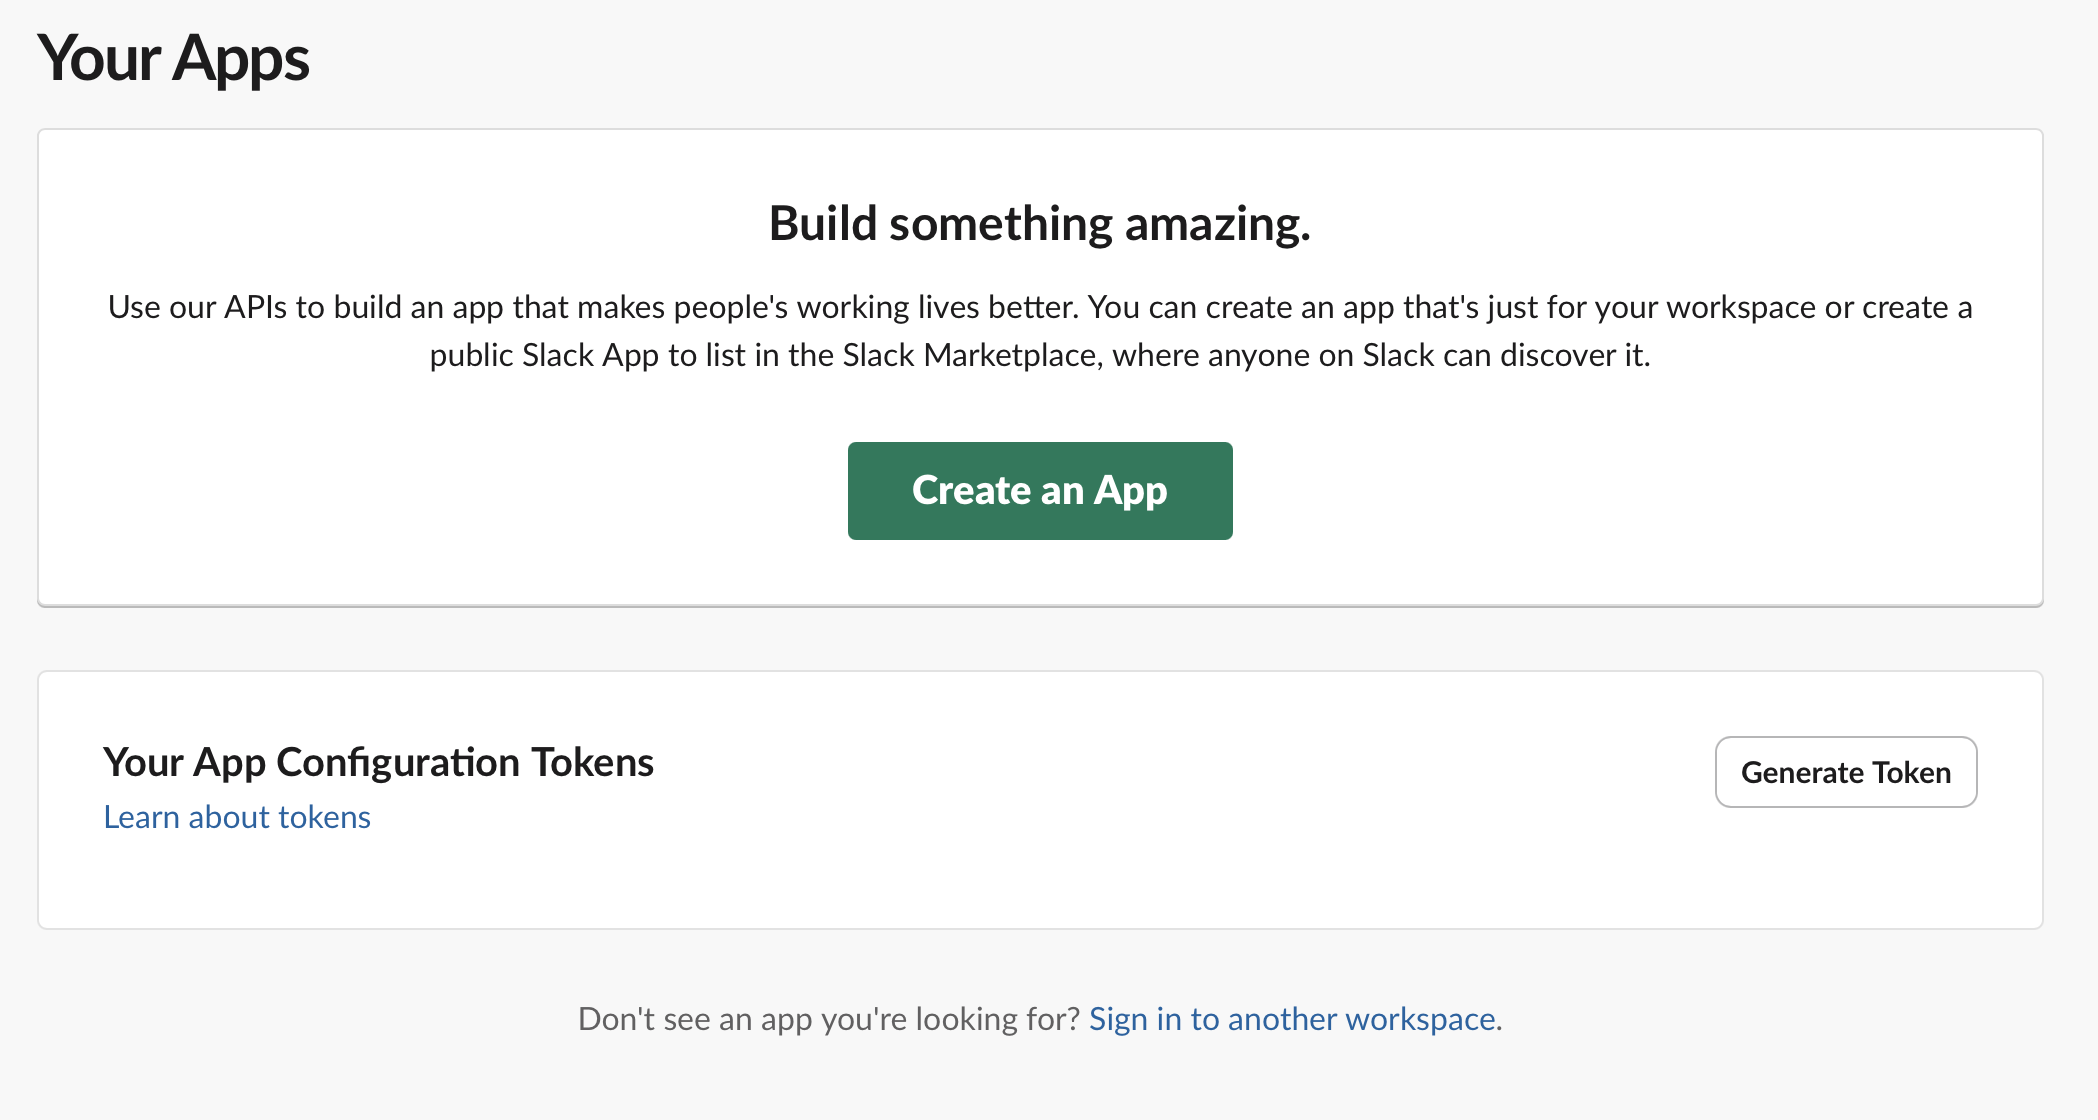 Your Apps
Build something amazing.
Use our APIs to build an app that makes people's working lives better. You can create an app that's just for your workspace or create a
public Slack App to list in the Slack Marketplace, where anyone on Slack can discover it.
Create an App
Your App Configuration Tokens
Generate Token
Learn about tokens
Don't see an app you're looking for? Sign in to another workspace.